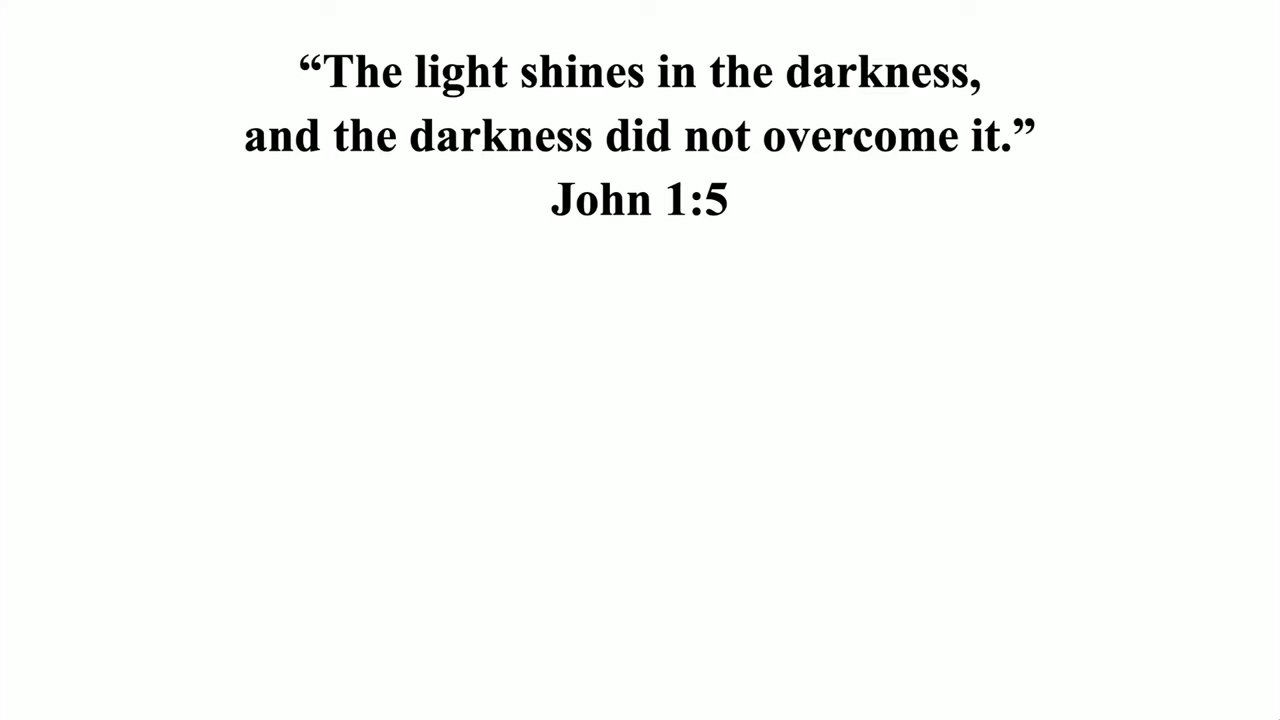 “The light shines in the darkness,
and the darkness did not overcome it.”
John 1:5